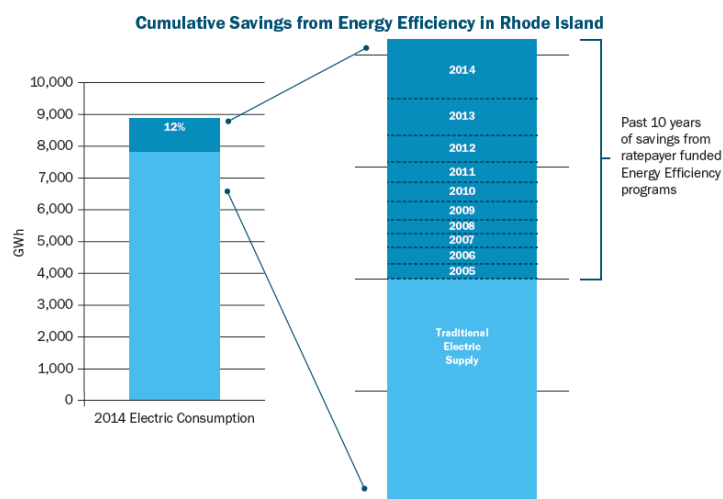 Cumulative Savings from Energy Efficiency in Rhode Island
10,000
9,000
8,000
7,000
6,000
5,000
4,000
3,000
2,000
1,000
0
GWh
12%
2014 Electric Consumption
2014
2013
2012
2011
2010
2009
2008
2007
2006
2005
Traditional
Electric
Supply
Past 10 years
of savings from
ratepayer funded
Energy Efficiency
programs